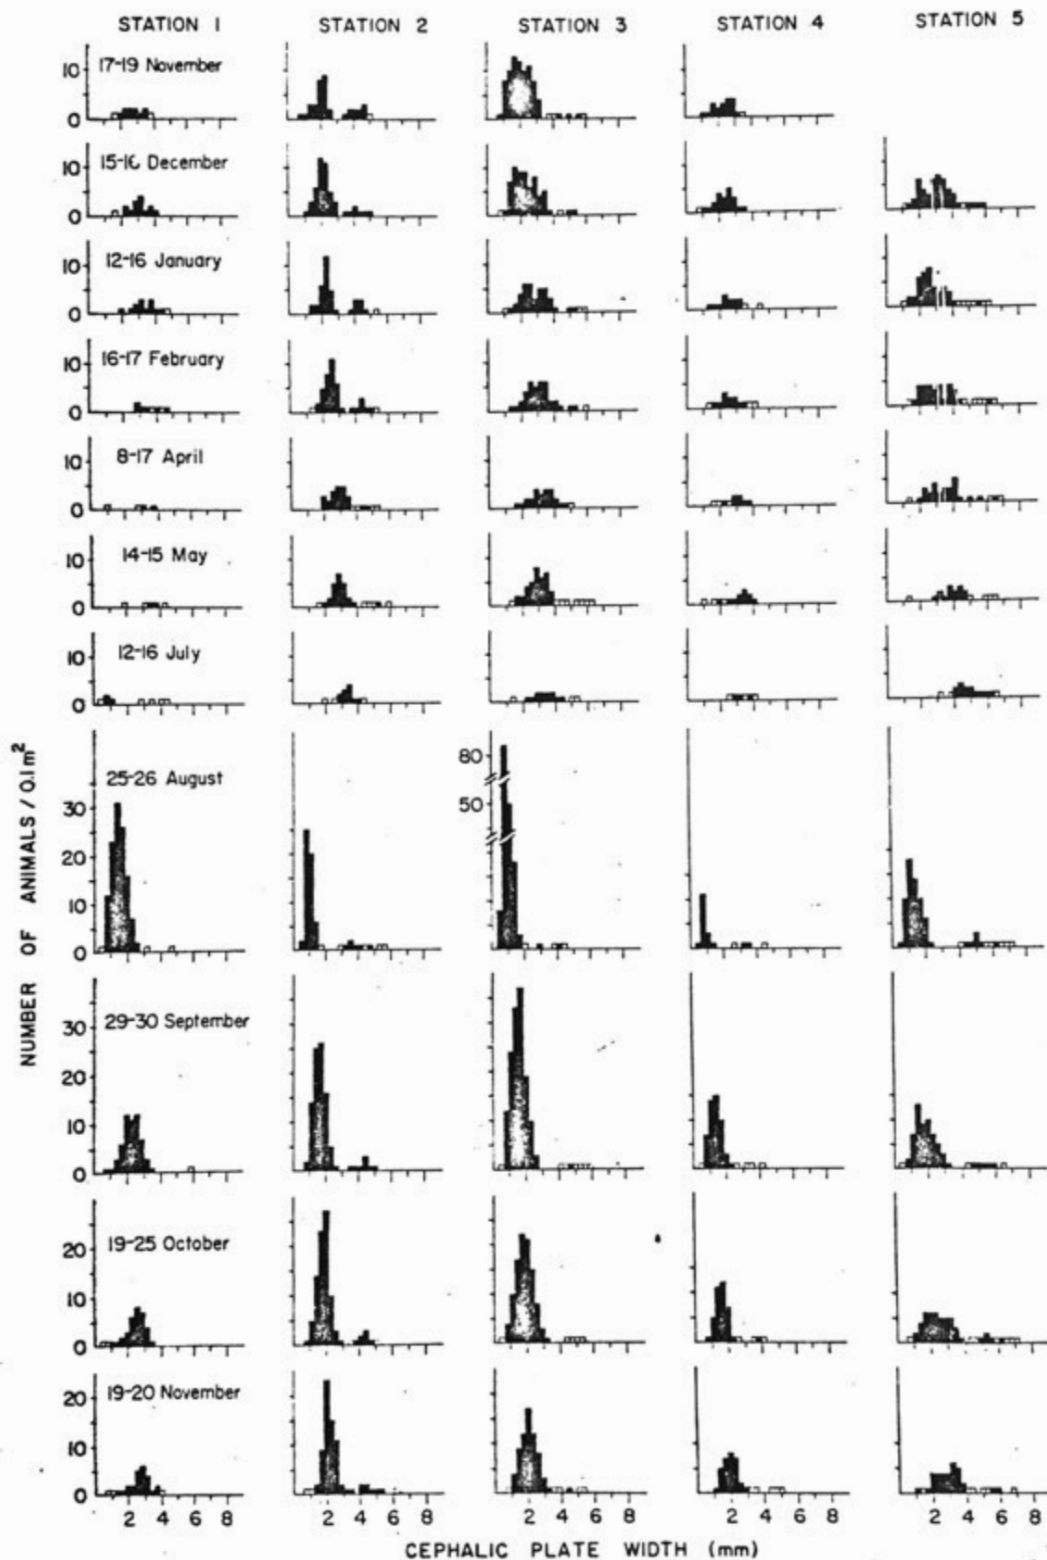 STATION 1 STATION 2 STATION 3 STATION 4 STATION 5
17-19 November
10
0
15-16 December
10
0
12-16 January
10
0
16-17 February
10
0
8-17 April
10
0
14-15 May
10
0
12-16 July
10
0
NUMBER OF ANIMALS / 0.1m²
25-26 August
30
20
10
0
80
50
29-30 September
30
20
10
0
19-25 October
20
10
0
19-20 November
20
10
0
2 4 6 8 2 4 6 8 2 4 6 8 2 4 6 8 2 4 6 8
CEPHALIC PLATE WIDTH (mm)